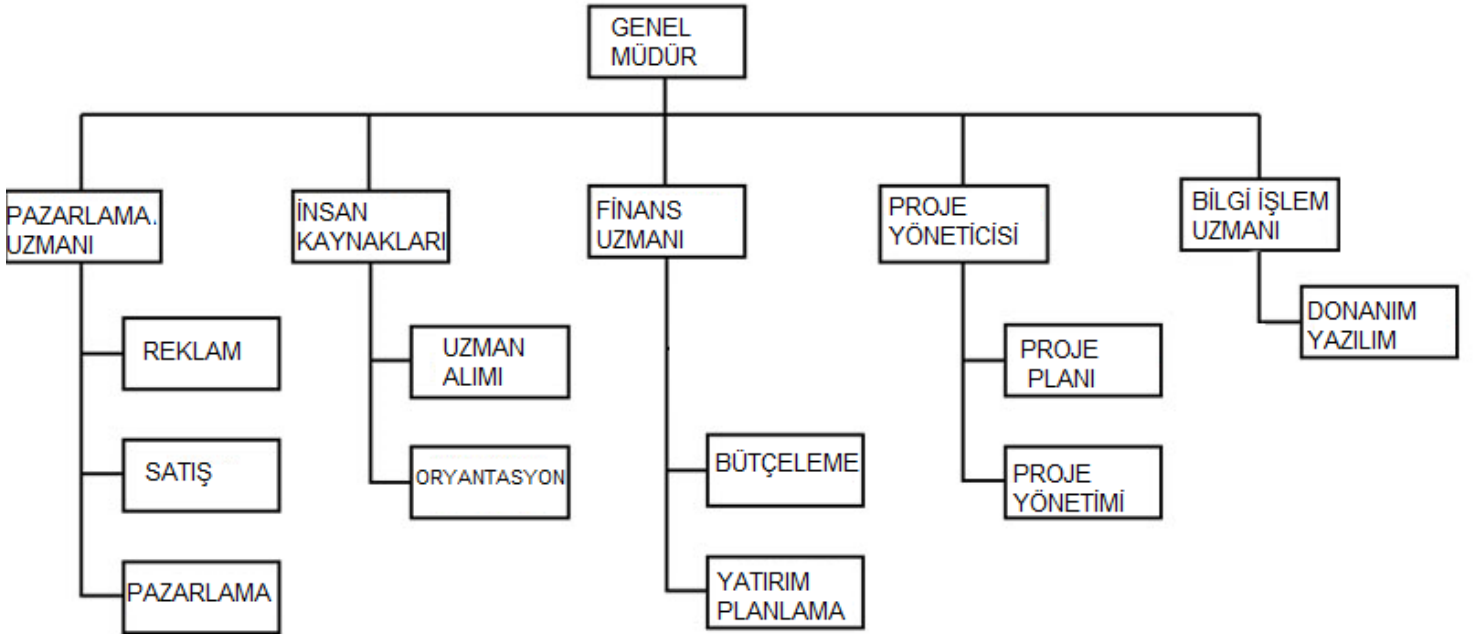 GENEL
MÜDÜR
PAZARLAMA.
UZMANI
İNSAN
KAYNAKLARI
FİNANS
UZMANI
PROJE
YÖNETİCİSİ
BİLGİ İŞLEM
UZMANI
REKLAM
SATIŞ
PAZARLAMA
UZMAN
ALIMI
ORYANTASYON
BÜTÇELEME
YATIRIM
PLANLAMA
PROJE
PLANI
PROJE
YÖNETİMİ
DONANIM
YAZILIM